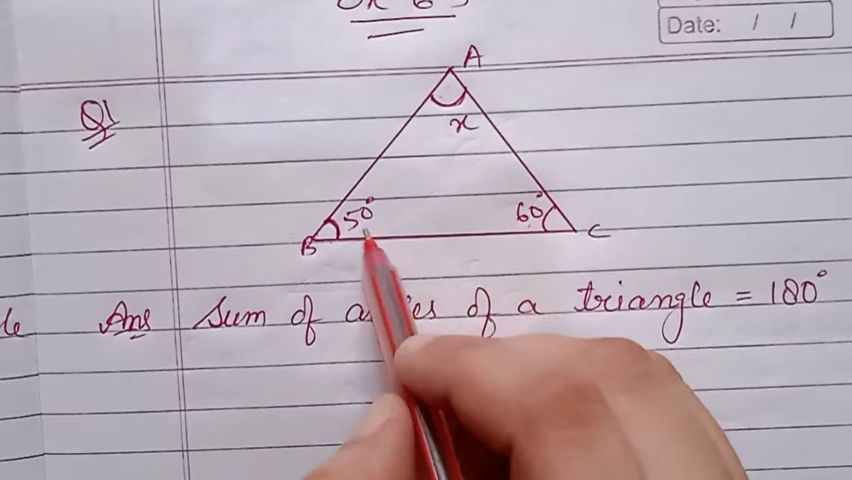 Date: / /
A
Q1
x
50°
60°
B
C
Ans Sum of a of a triangle = 180°